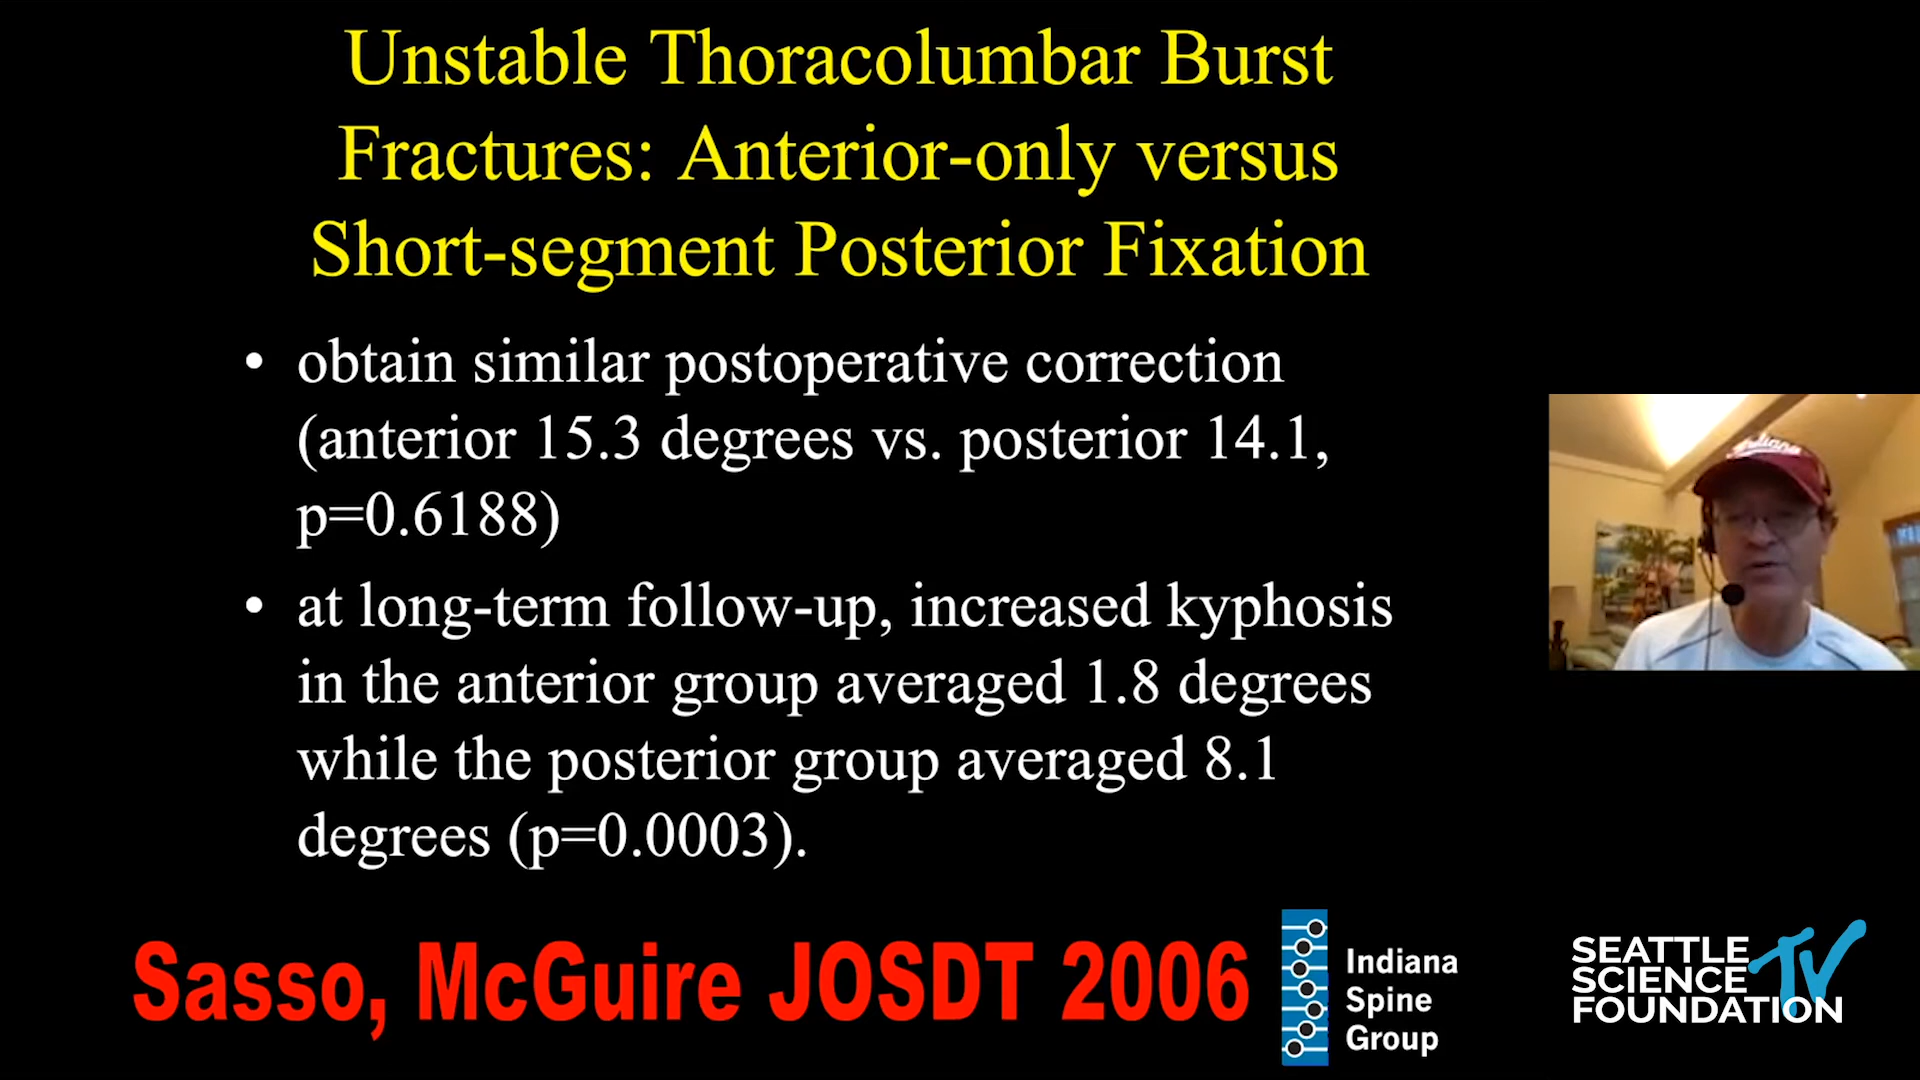 Unstable Thoracolumbar Burst
Fractures: Anterior-only versus
Short-segment Posterior Fixation
• obtain similar postoperative correction
(anterior 15.3 degrees vs. posterior 14.1,
p=0.6188)
• at long-term follow-up, increased kyphosis
in the anterior group averaged 1.8 degrees
while the posterior group averaged 8.1
degrees (p=0.0003).
Indiana
Sasso, McGuire JOSDT 2006
Indiana
Spine
Group
SEATTLE
SCIENCE
FOUNDATION
TV